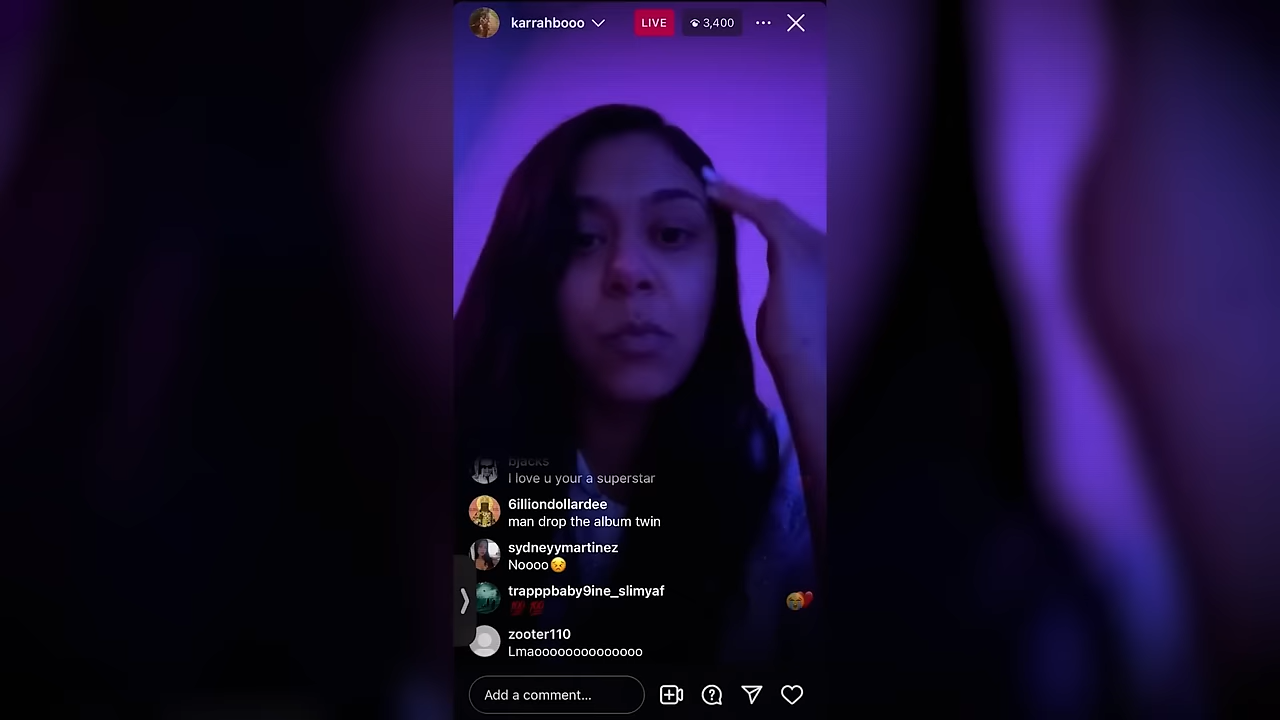 karrahbooo
LIVE
3,400
bjacks
I love u your a superstar
6illiondollardee
man drop the album twin
sydneyymartinez
Noooo😡
trapppbaby9ine_slimyaf
💯 💯
zooter110
Lmaoooooooooooooo
Add a comment...